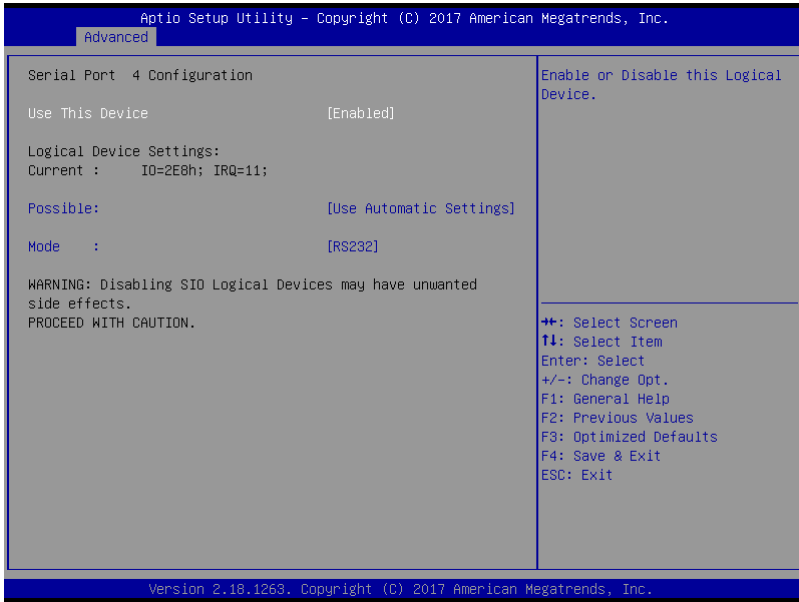 Aptio Setup Utility – Copyright (C) 2017 American Megatrends, Inc.
Advanced
Serial Port 4 Configuration
Use This Device [Enabled]
Logical Device Settings:
Current : IO=2E8h; IRQ=11;
Possible: [Use Automatic Settings]
Mode : [RS232]
WARNING: Disabling SIO Logical Devices may have unwanted
side effects.
PROCEED WITH CAUTION.
Enable or Disable this Logical
Device.
→←: Select Screen
↑↓: Select Item
Enter: Select
+/-: Change Opt.
F1: General Help
F2: Previous Values
F3: Optimized Defaults
F4: Save & Exit
ESC: Exit
Version 2.18.1263. Copyright (C) 2017 American Megatrends, Inc.